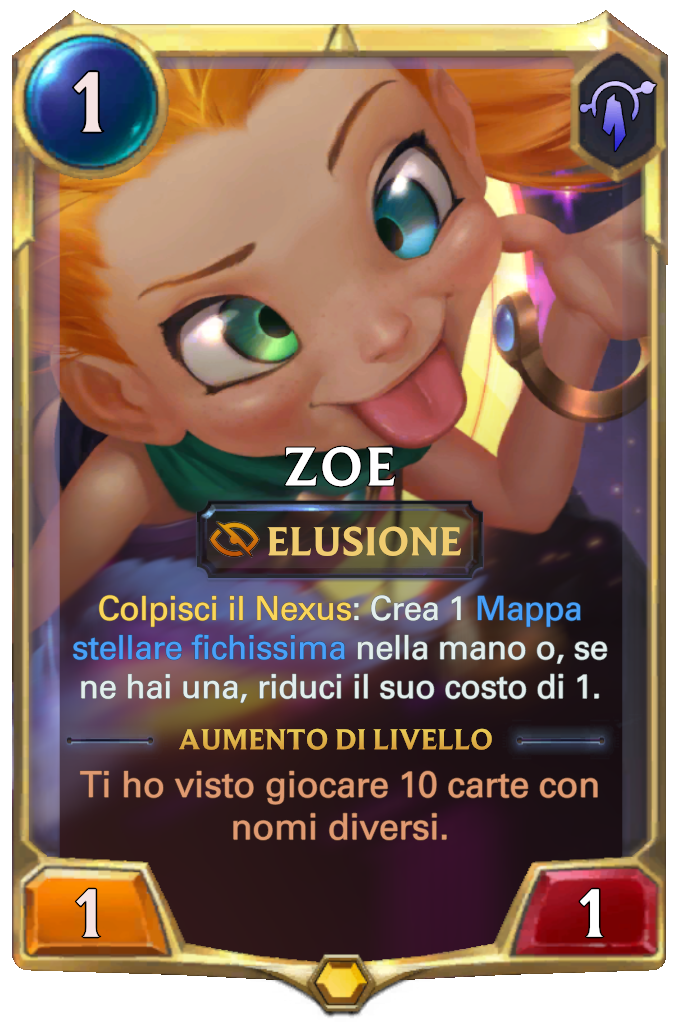 1
ZOE
ELUSIONE
Colpisci il Nexus: Crea 1 Mappa
stellare fichissima nella mano o, se
ne hai una, riduci il suo costo di 1.
AUMENTO DI LIVELLO
Ti ho visto giocare 10 carte con
nomi diversi.
1
1